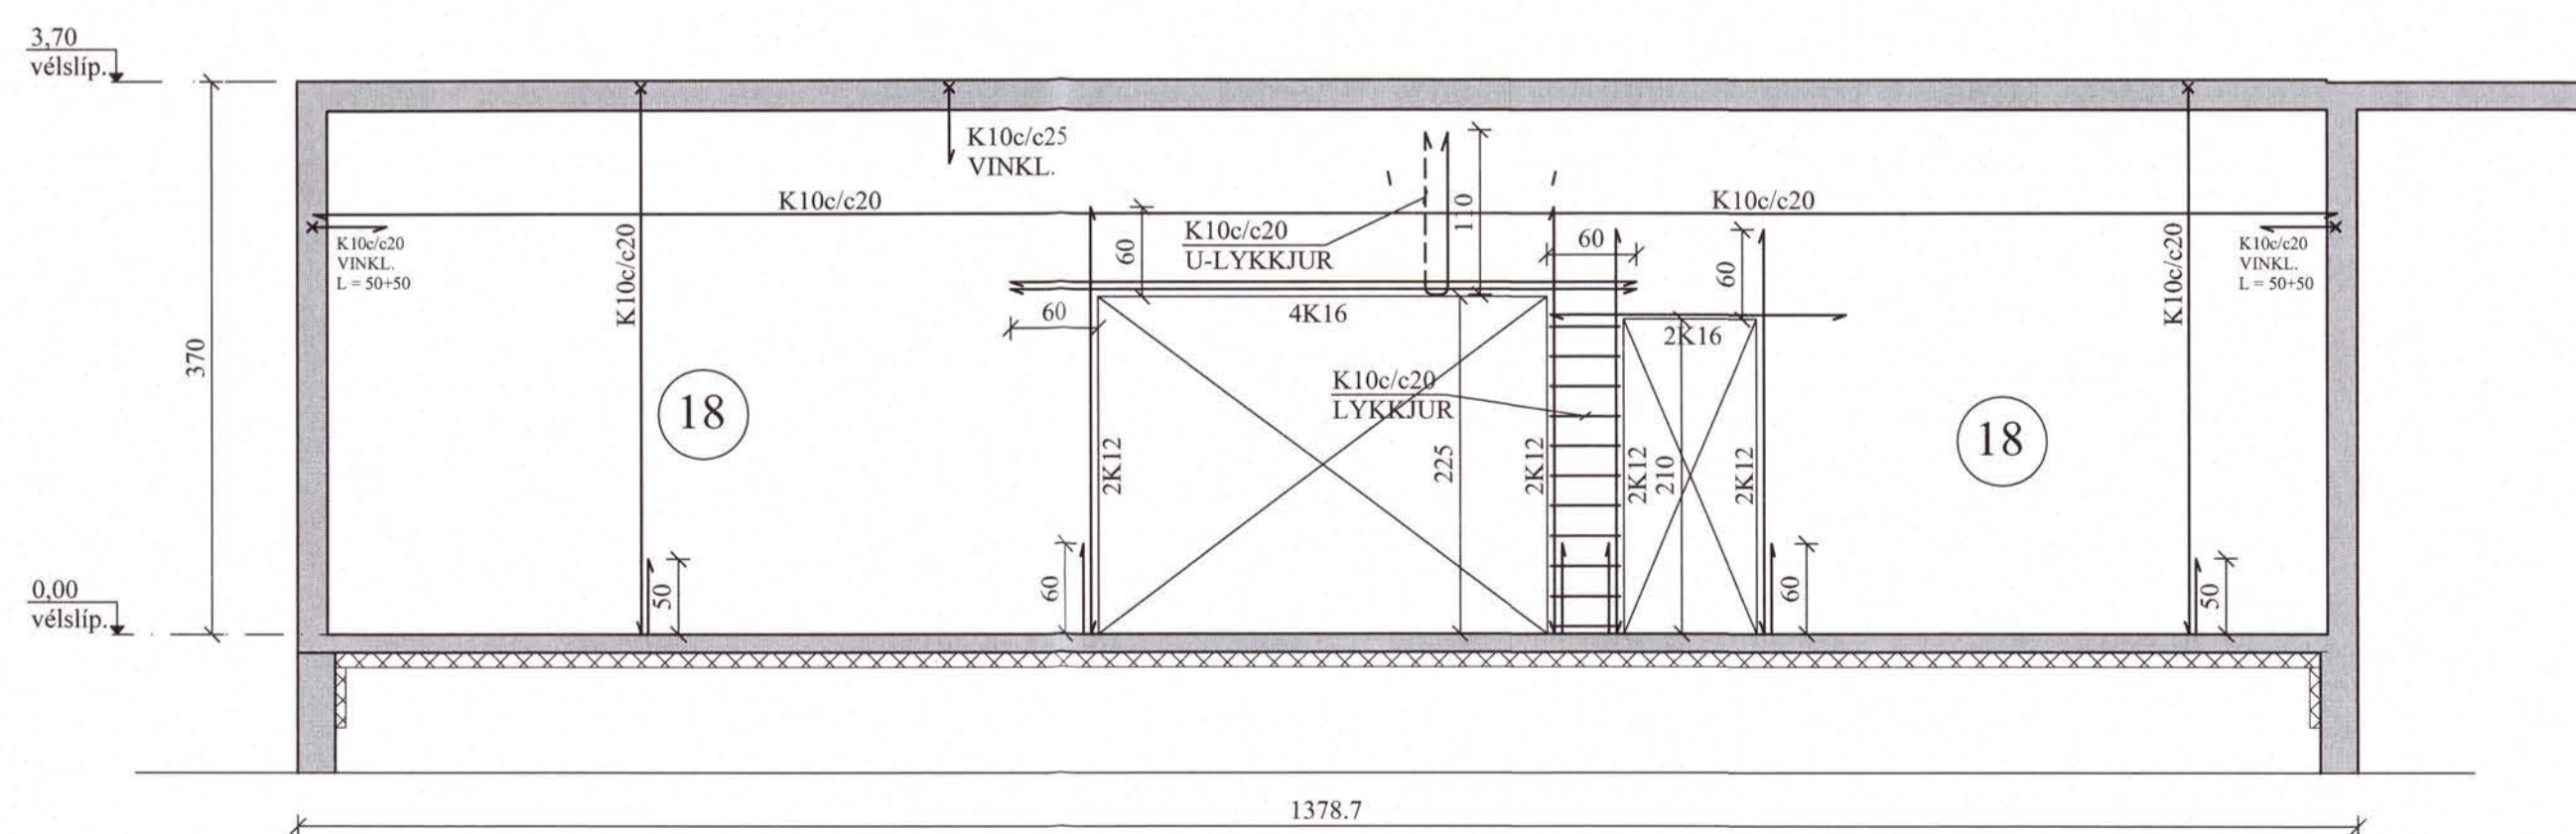 3,70
vélslíp.
K10c/c25
VINKL.
K10c/c20
K10c/c20
110
K10c/c20
U-LYKKJUR
60
60
60
K10c/c20
VINKL.
L = 50+50
K10c/c20
K10c/c20
K10c/c20
VINKL.
L = 50+50
60
4K16
2K16
370
K10c/c20
LYKKJUR
18
18
2K12
225
2K12
2K12
210
2K12
0,00
vélslíp.
50
60
60
50
1378.7